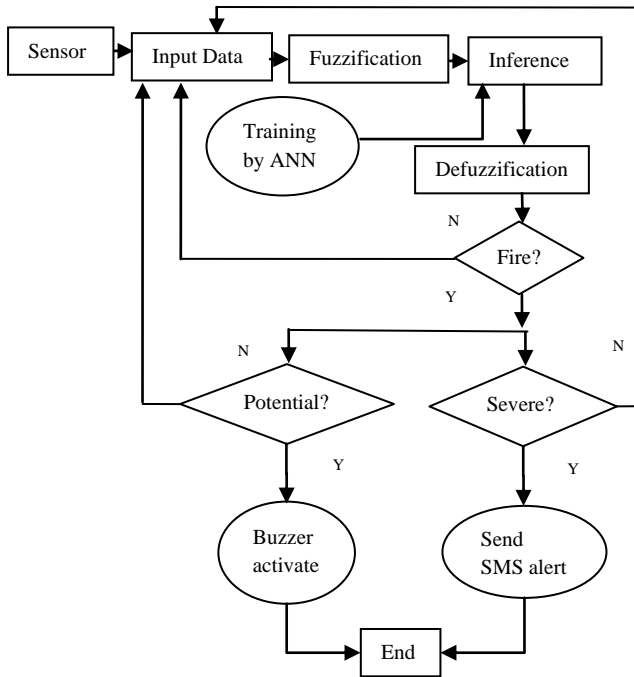 Sensor
Input Data
Fuzzification
Inference
Training
by ANN
Defuzzification
N
Fire?
Y
N
N
Potential?
Severe?
Y
Y
Buzzer
activate
Send
SMS alert
End